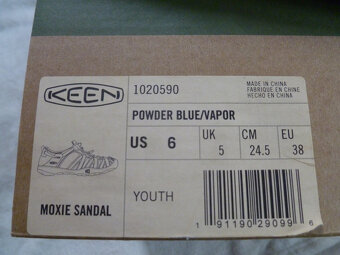 KEEN
1020590
MADE IN CHINA
FABRIQUE EN CHINE
HECHO EN CHINA
POWDER BLUE/VAPOR
US 6
UK 5
CM 24.5
EU 38
YOUTH
MOXIE SANDAL
1 91190 29099 6